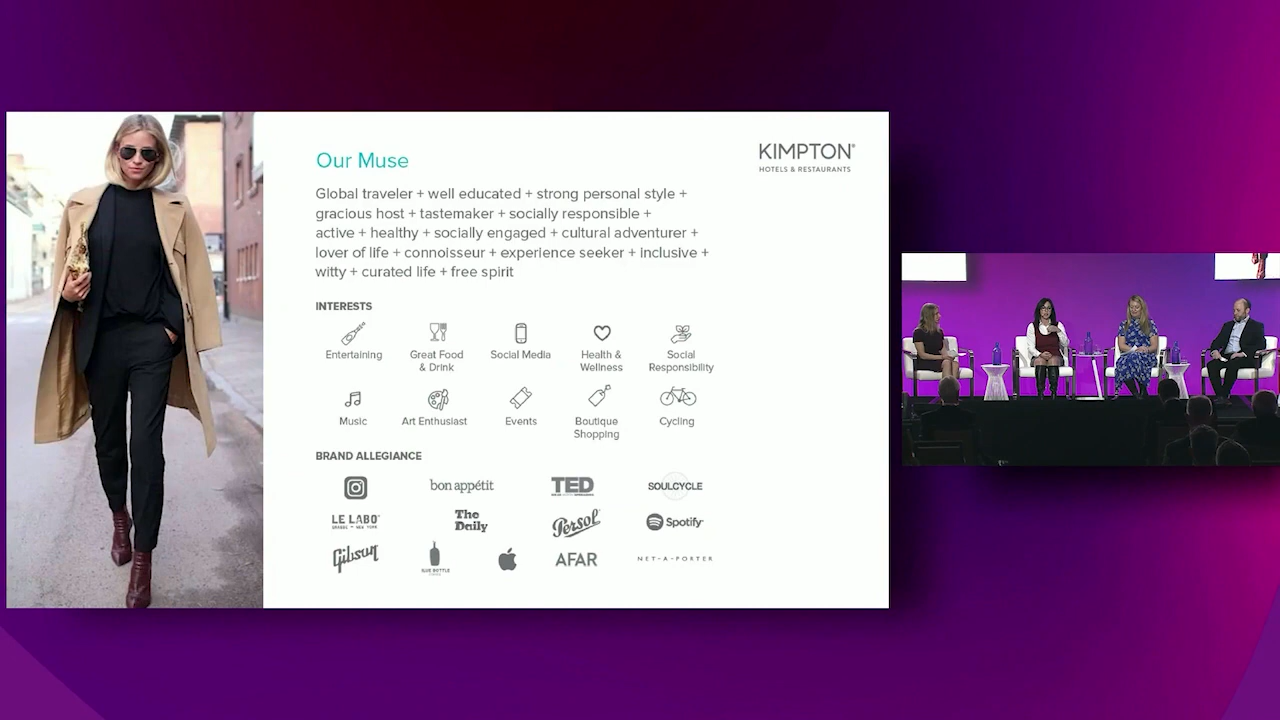 Our Muse
KIMPTON®
HOTELS & RESTAURANTS
Global traveler + well educated + strong personal style +
gracious host + tastemaker + socially responsible +
active + healthy + socially engaged + cultural adventurer +
lover of life + connoisseur + experience seeker + inclusive +
witty + curated life + free spirit
INTERESTS
Entertaining
Great Food
& Drink
Social Media
Health &
Wellness
Social
Responsibility
Music
Art Enthusiast
Events
Boutique
Shopping
Cycling
BRAND ALLEGIANCE
bon appétit
TED
SOULCYCLE
LE LABO
The
Daily
Persol
Spotify
Gibson
BLUE BOTTLE
AFAR
NET-A-PORTER